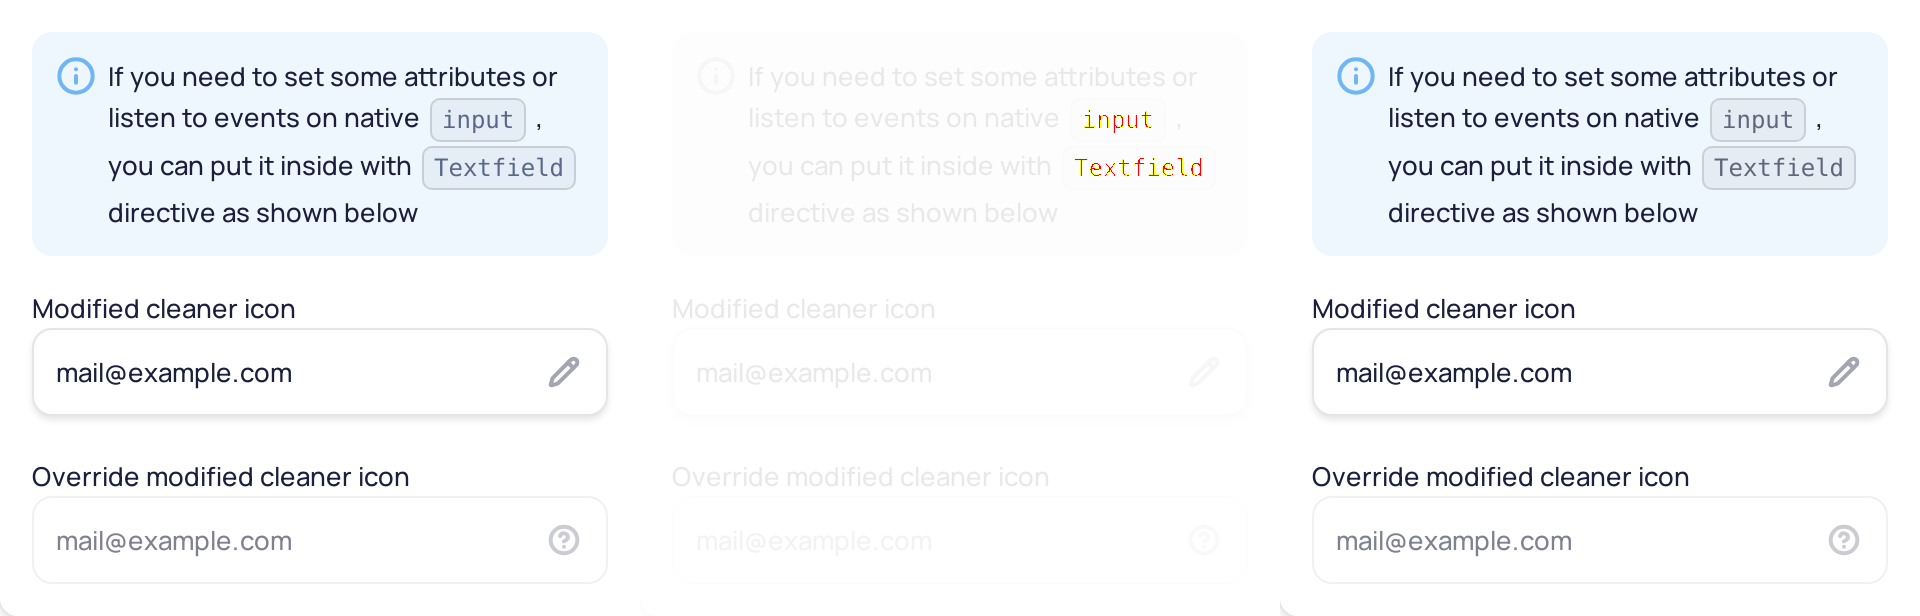 If you need to set some attributes or
listen to events on native input ,
you can put it inside with Textfield
directive as shown below
Modified cleaner icon
mail@example.com
Override modified cleaner icon
mail@example.com
If you need to set some attributes or
listen to events on native input ,
you can put it inside with Textfield
directive as shown below
Modified cleaner icon
mail@example.com
Override modified cleaner icon
mail@example.com
If you need to set some attributes or
listen to events on native input ,
you can put it inside with Textfield
directive as shown below
Modified cleaner icon
mail@example.com
Override modified cleaner icon
mail@example.com